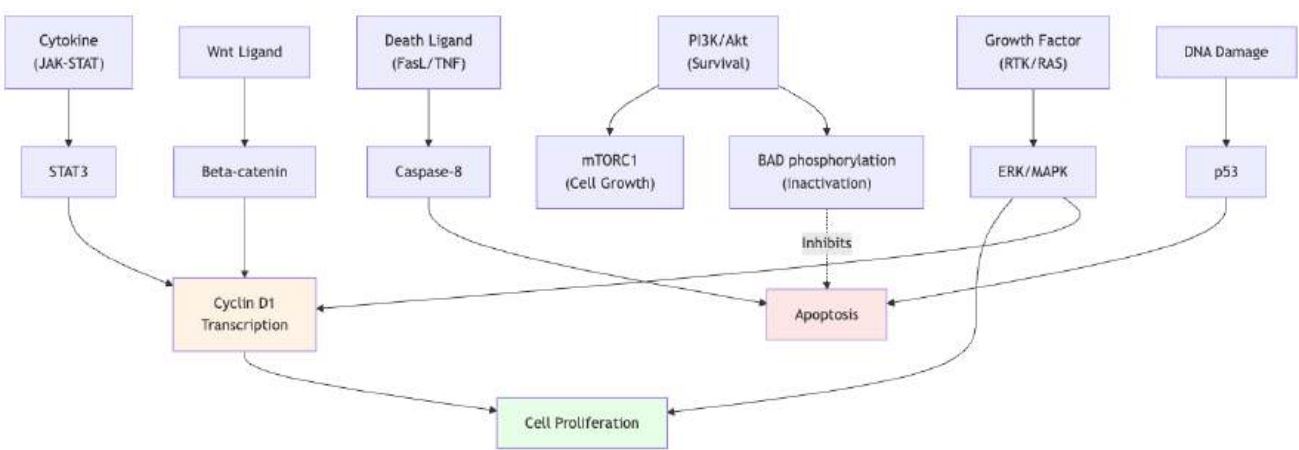 Cytokine
(JAK-STAT)
Wnt Ligand
Death Ligand
(FasL/TNF)
PI3K/Akt
(Survival)
Growth Factor
(RTK/RAS)
DNA Damage
STAT3
Beta-catenin
Caspase-8
mTORC1
(Cell Growth)
BAD phosphorylation
(inactivation)
ERK/MAPK
p53
Inhibits
Cyclin D1
Transcription
Apoptosis
Cell Proliferation